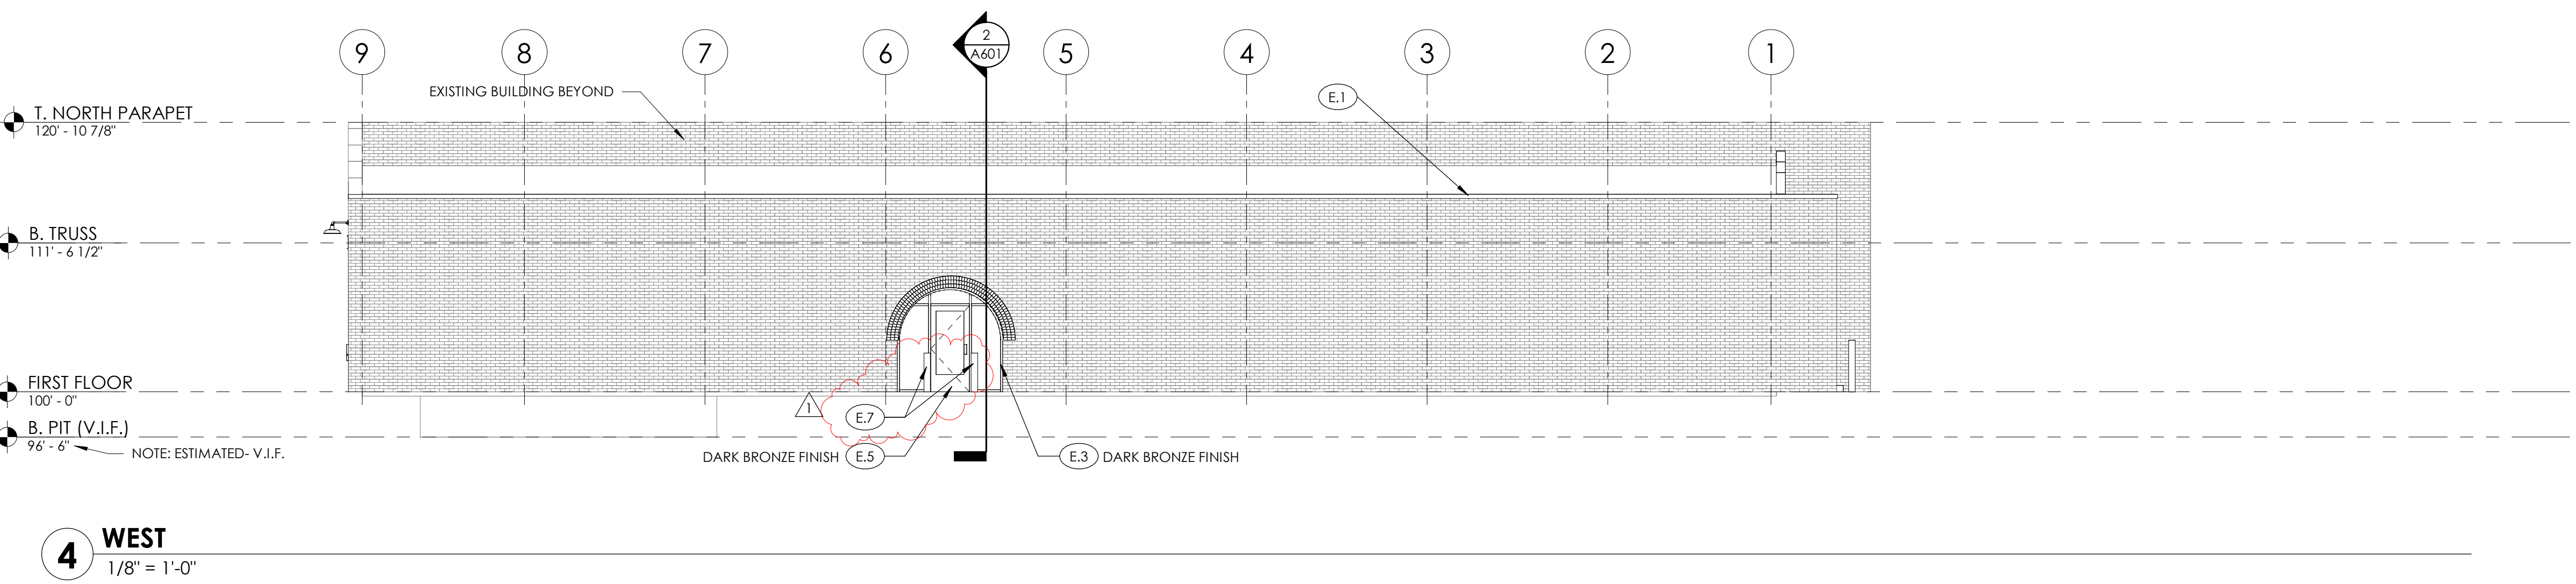 9
8
7
6
2
A601
5
4
3
2
1
EXISTING BUILDING BEYOND
E.1
T. NORTH PARAPET
120' - 10 7/8"
B. TRUSS
111' - 6 1/2"
FIRST FLOOR
100' - 0"
1
E.7
B. PIT (V.I.F.)
96' - 6"
NOTE: ESTIMATED- V.I.F.
DARK BRONZE FINISH E.5
E.3 DARK BRONZE FINISH
4 WEST
1/8" = 1'-0"